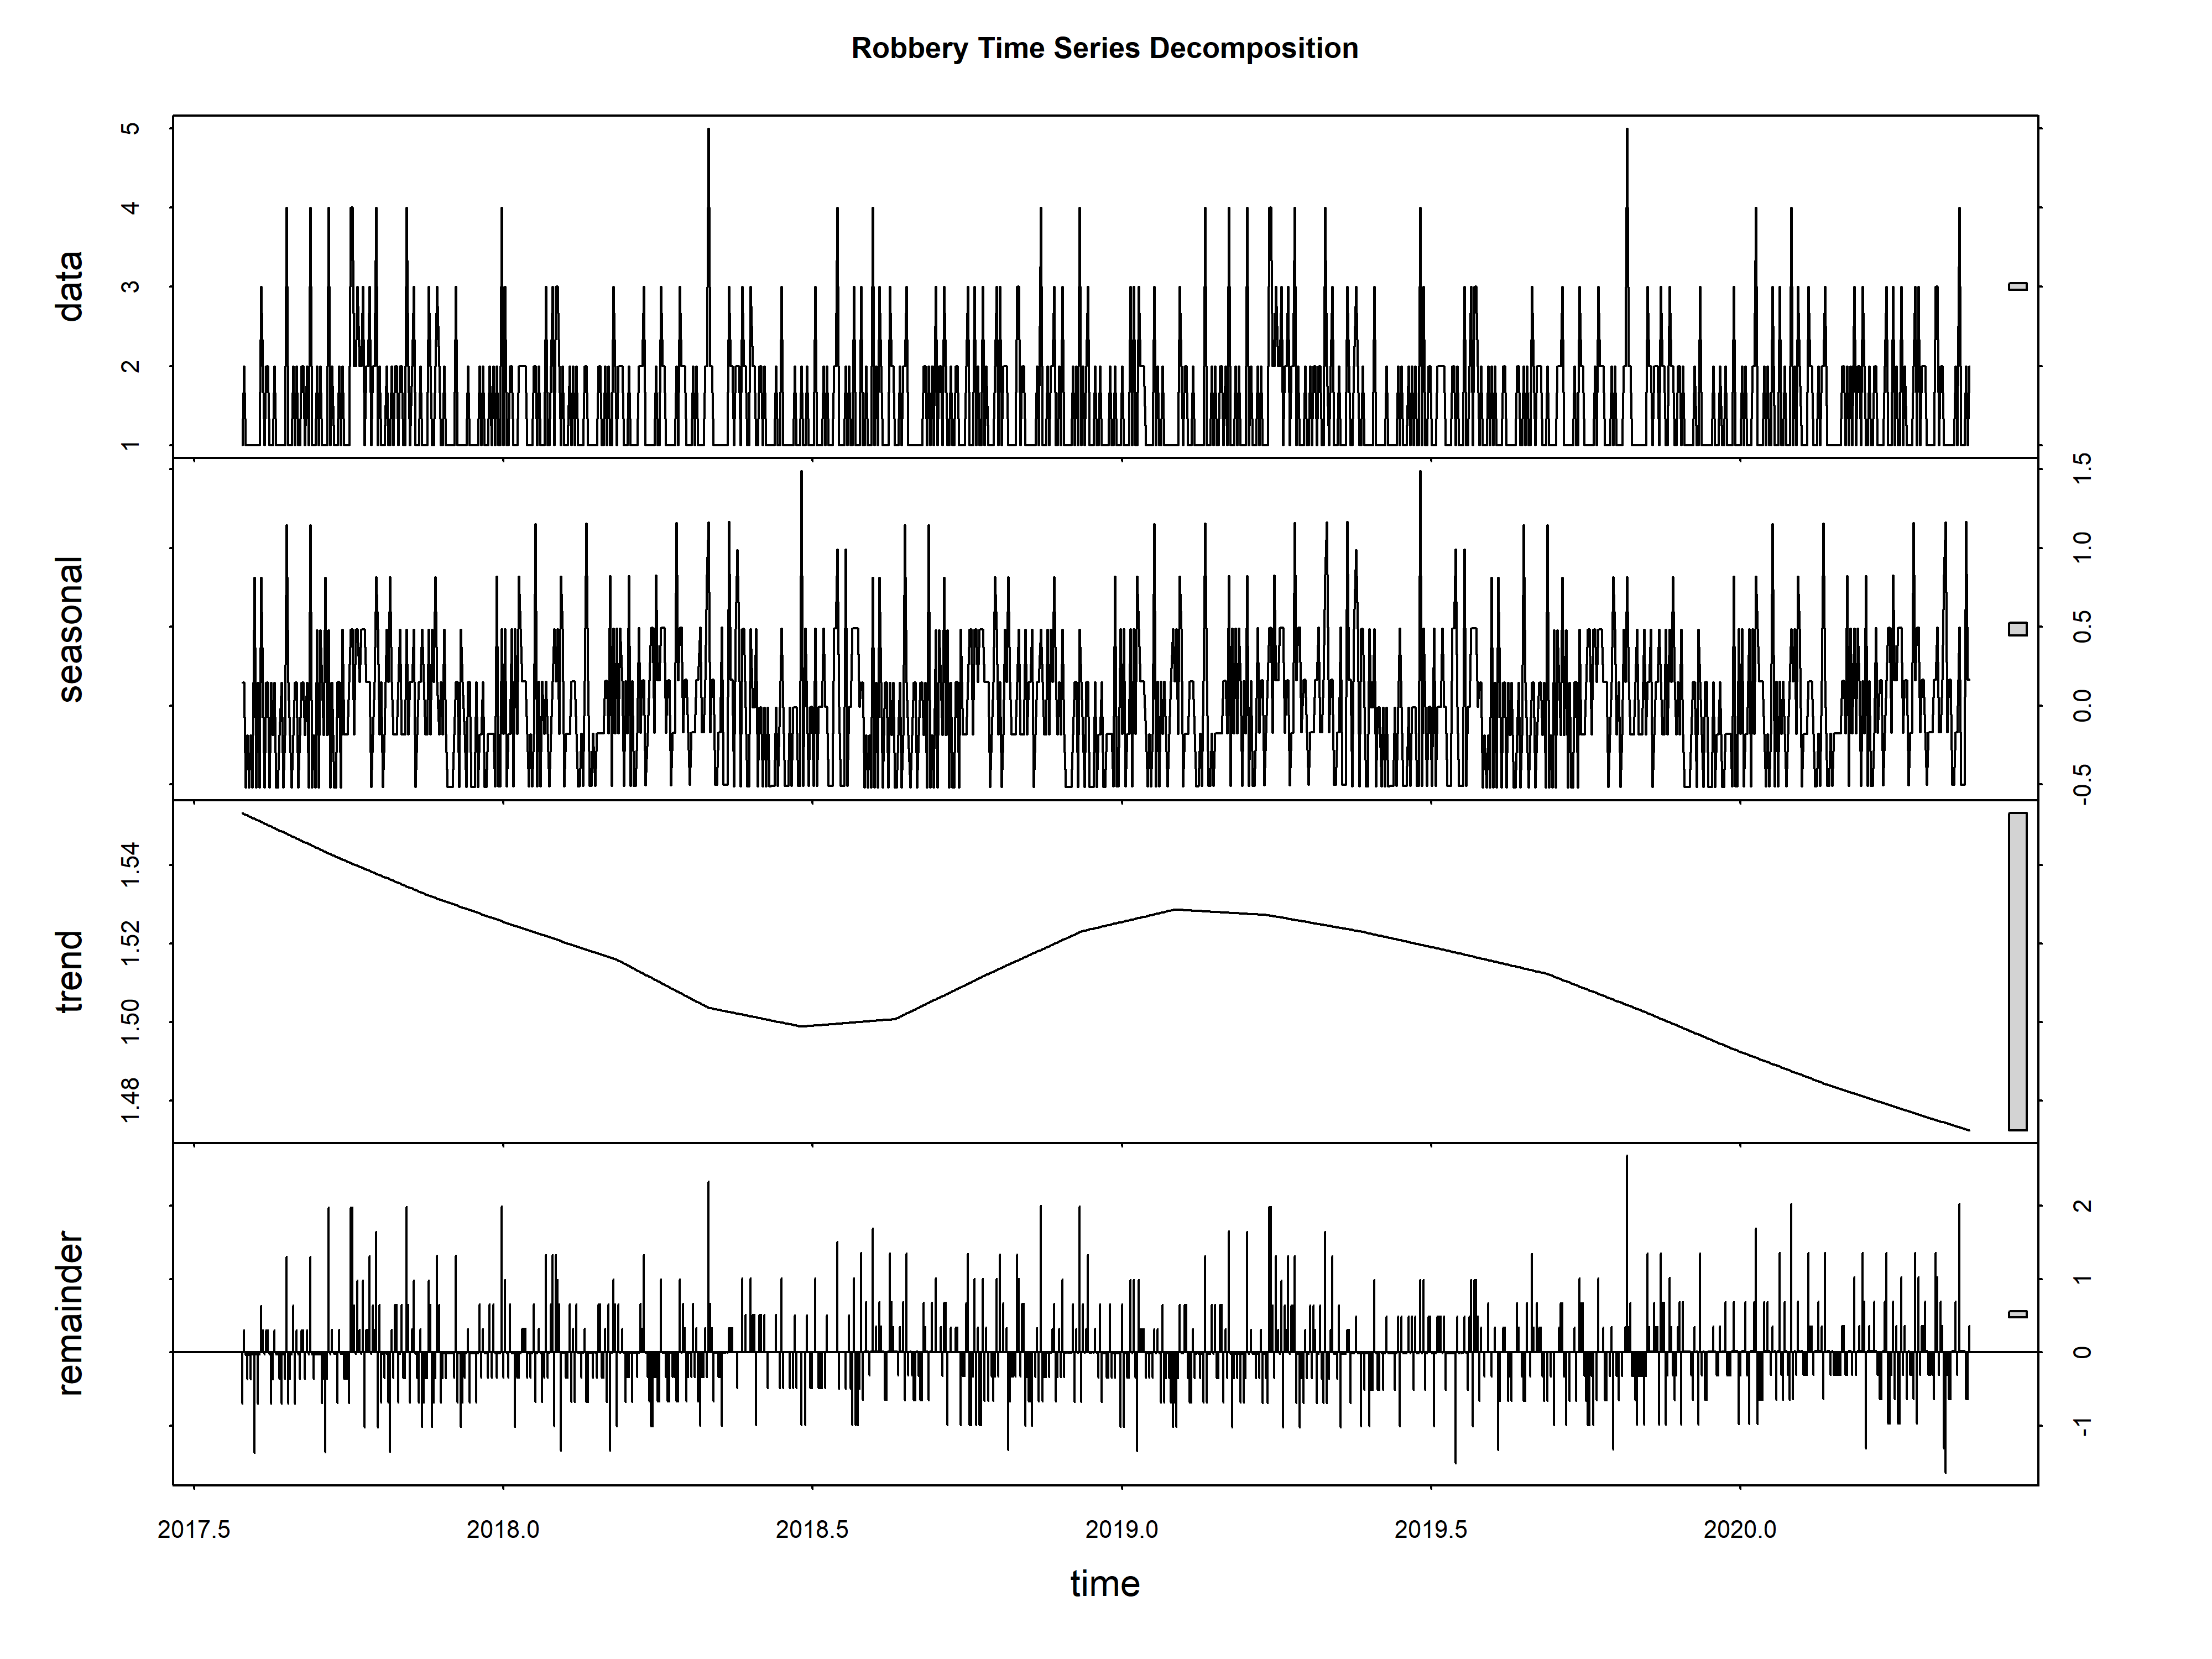 Robbery Time Series Decomposition
data
1 2 3 4 5
seasonal
-0.5 0.0 0.5 1.0 1.5
trend
1.48 1.50 1.52 1.54
remainder
-1 0 1 2
2017.5 2018.0 2018.5 2019.0 2019.5 2020.0
time